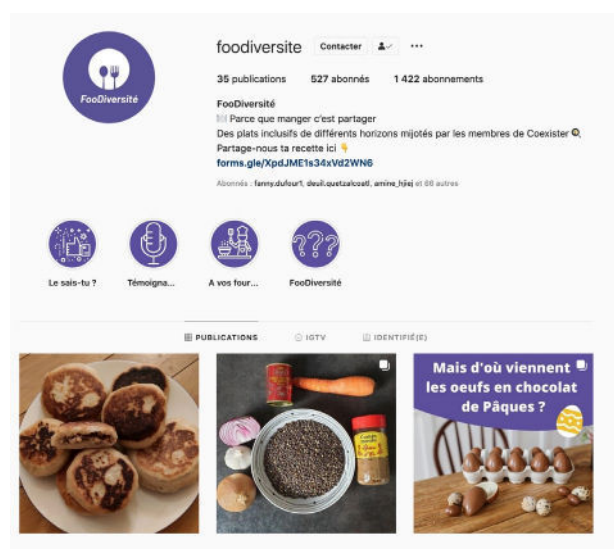 foodiversite Contacter
35 publications 527 abonnés 1 422 abonnements
FooDiversité
FooDiversité
Parce que manger c'est partager
Des plats inclusifs de différents horizons mijotés par les membres de Coexister
Partage-nous ta recette ici
forms.gle/XpdJME1s34xVd2WN6
Abonnés : fanny.dufour1, deuil.quetzalcoatl, amine_hjiej et 66 autres
Le sais-tu ? Témoigna... A vos four... FooDiversité
PUBLICATIONS IGTV IDENTIFIÉ(E)
Mais d'où viennent
les oeufs en chocolat
de Pâques ?